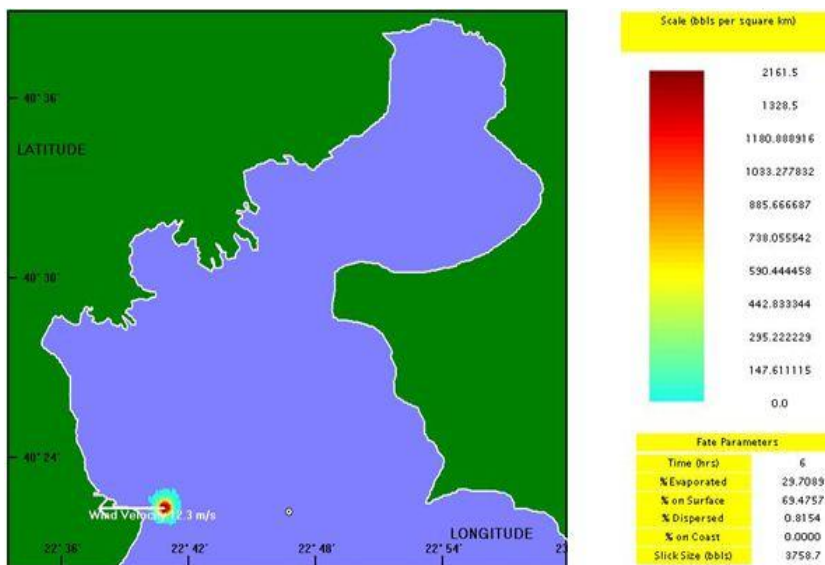 40° 36'
LATITUDE
40° 30'
40° 24'
Wind Velocity 12.3 m/s
LONGITUDE
22° 36'
22° 42'
22° 48'
22° 54'
23
Scale (bbls per square km)
2161.5
1328.5
1180.888916
1033.277832
885.666687
738.055542
590.444458
442.833344
295.222229
147.611115
0.0
Fate Parameters
Time (hrs) 6
% Evaporated 29.7089
% on Surface 69.4757
% Dispersed 0.8154
% on Coast 0.0000
Slick Size (bbls) 3758.7